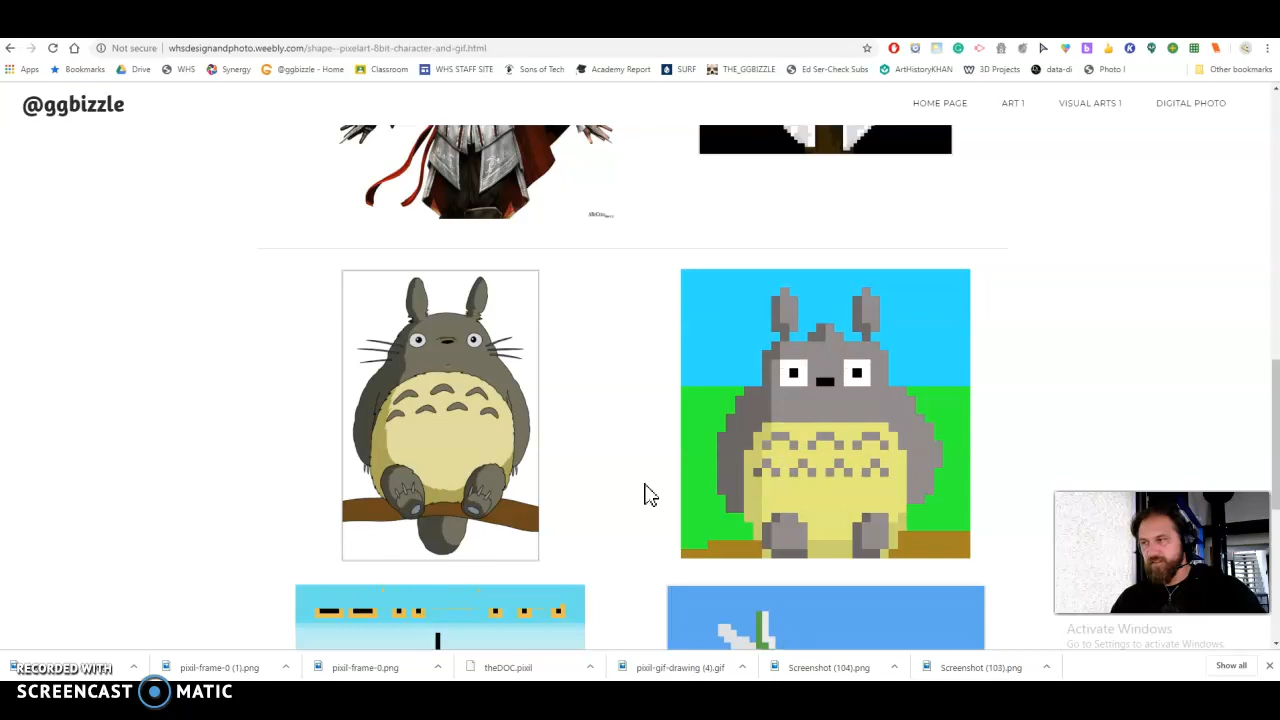 Not secure whsdesignandphoto.weebly.com/shape--pixelart-8bit-character-and-gif.html
Apps Bookmarks Drive WHS Synergy @ggbizzle - Home Classroom WHS STAFF SITE Sons of Tech Academy Report SURF THE_GGBIZZLE Ed Ser-Check Subs ArtHistoryKHAN 3D Projects data-di Photo I Other bookmarks
@ggbizzle HOME PAGE ART 1 VISUAL ARTS 1 DIGITAL PHOTO
Activate Windows
Go to Settings to activate Windows.
pixil-frame-0 (1).png pixil-frame-0.png theDOC.pixil pixil-gif-drawing (4).gif Screenshot (104).png Screenshot (103).png Show all
RECORDED WITH
SCREENCAST MATIC